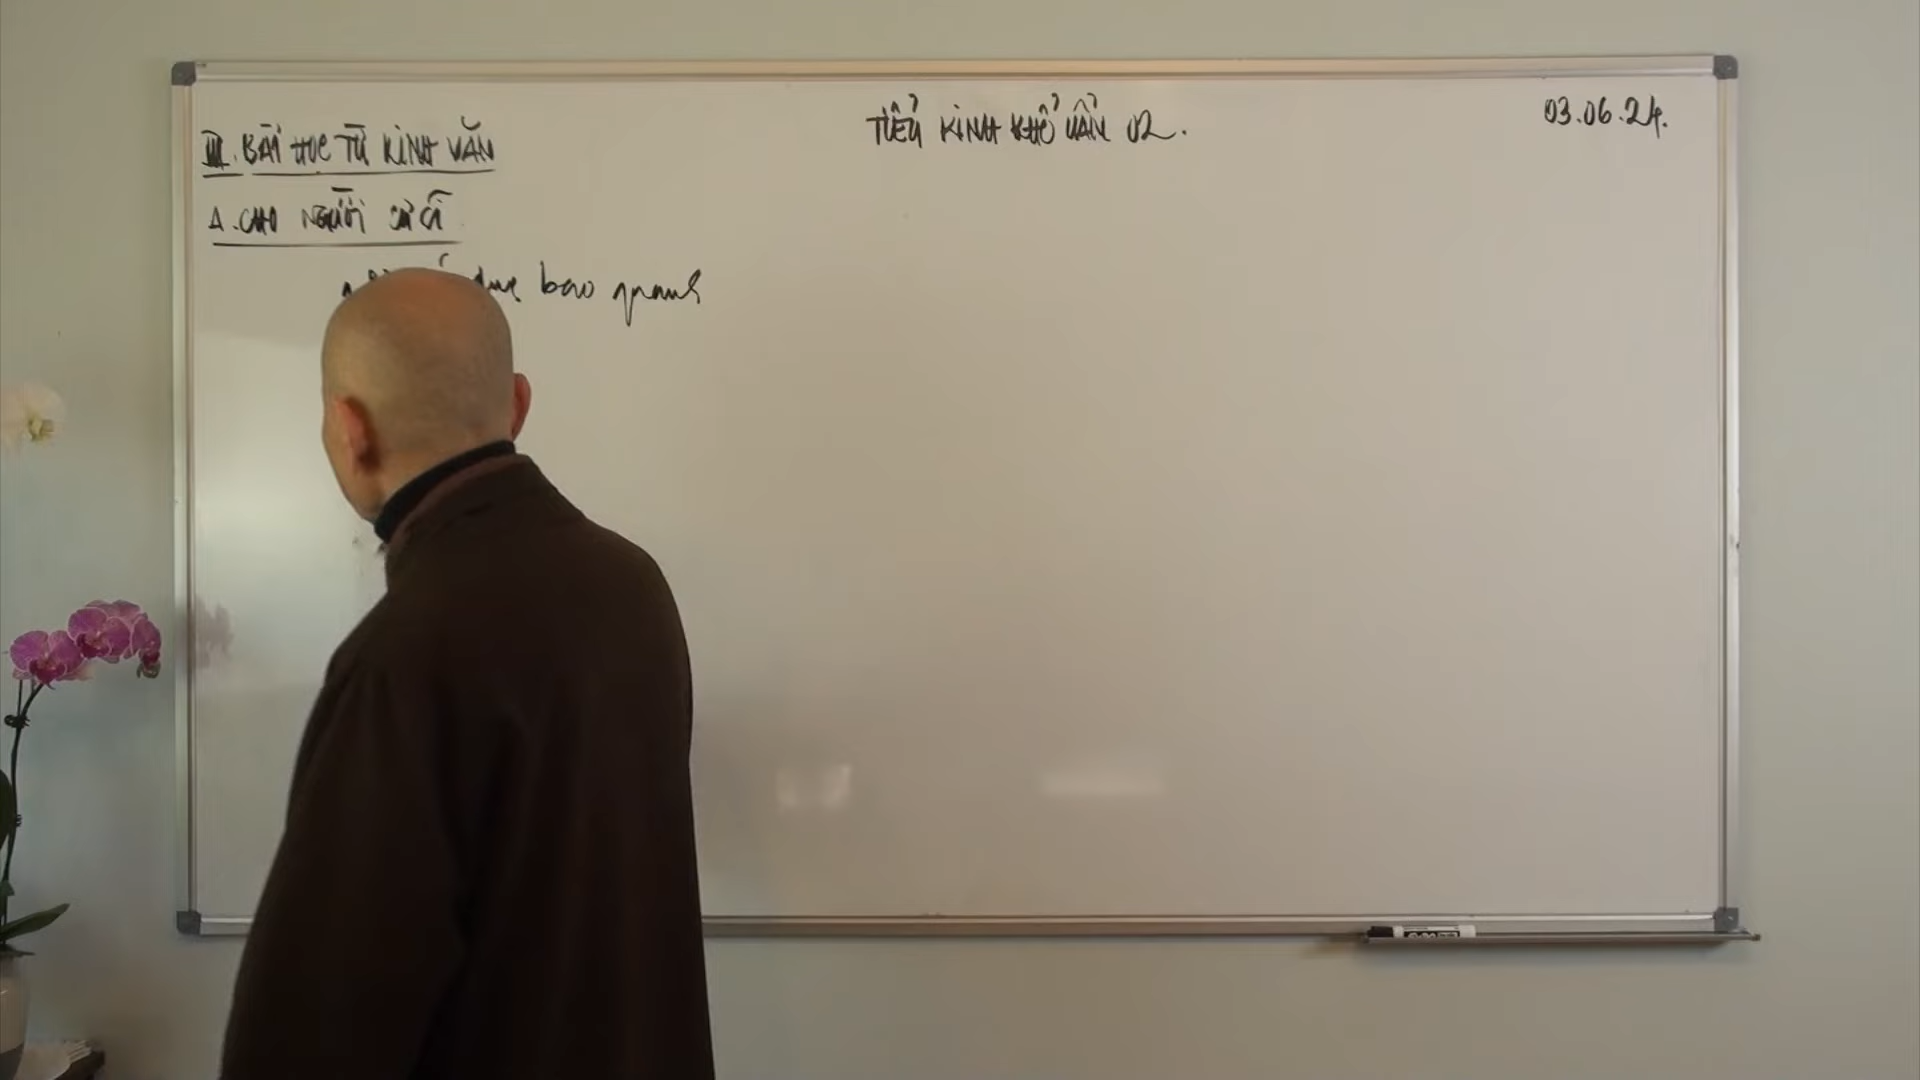 TIỂU KINH KHỔ UẨN 02.
03.06.24.
III. BÀI HỌC TỪ KINH VĂN
A. CHO NGƯỜI CƯ SĨ
dục bao quanh